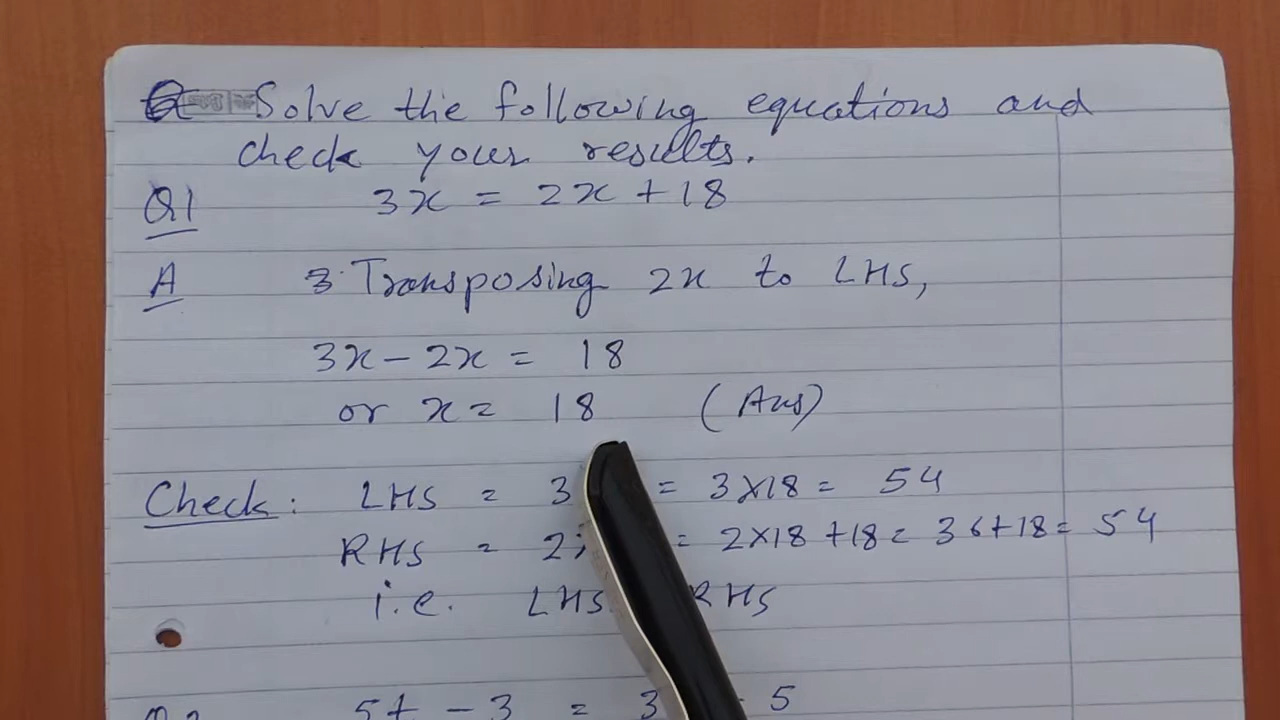 Solve the following equations and
check your results.
Q1 3x = 2x + 18
A 3 Transposing 2x to LHS,
3x - 2x = 18
or x = 18 (Ans)
Check: LHS = 3 = 3×18 = 54
RHS = 2 = 2×18 + 18 = 36 + 18 = 54
i.e. LHS RHS
5t - 3 = 3 - 5